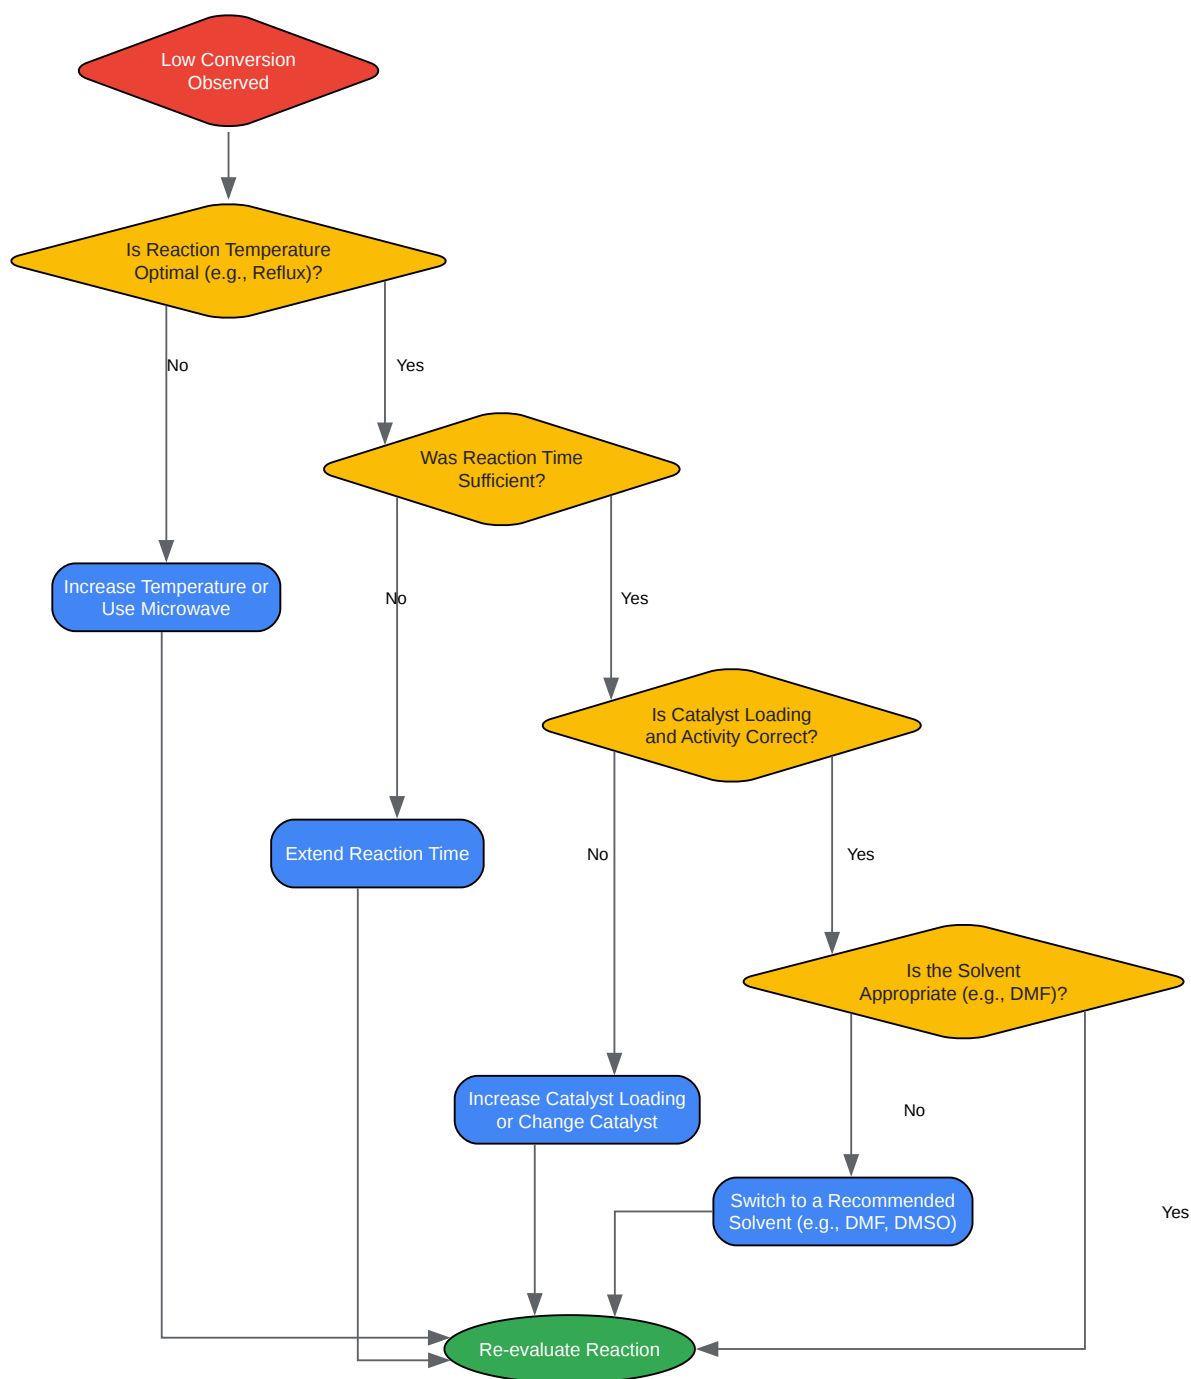 Low Conversion
Observed
Is Reaction Temperature
Optimal (e.g., Reflux)?
No
Yes
Was Reaction Time
Sufficient?
Increase Temperature or
Use Microwave
No
Yes
Is Catalyst Loading
and Activity Correct?
Extend Reaction Time
No
Yes
Is the Solvent
Appropriate (e.g., DMF)?
Increase Catalyst Loading
or Change Catalyst
No
Switch to a Recommended
Solvent (e.g., DMF, DMSO)
Yes
Re-evaluate Reaction